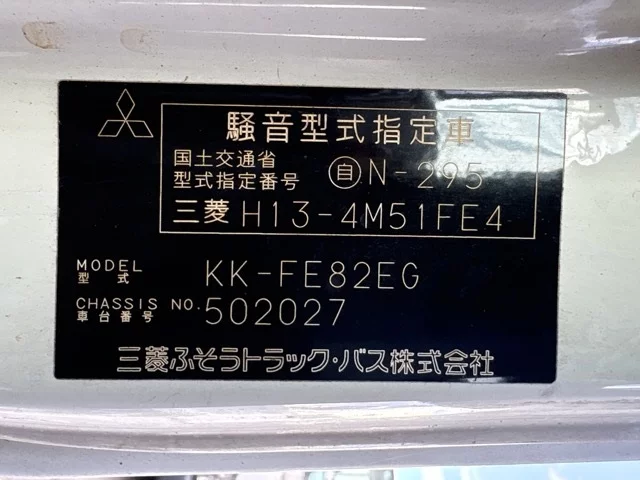 騒音型式指定車
国土交通省
型式指定番号 自N-295
三菱 H13-4M51FE4
MODEL
型式 KK-FE82EG
CHASSIS NO.
車台番号 502027
三菱ふそうトラック・バス株式会社